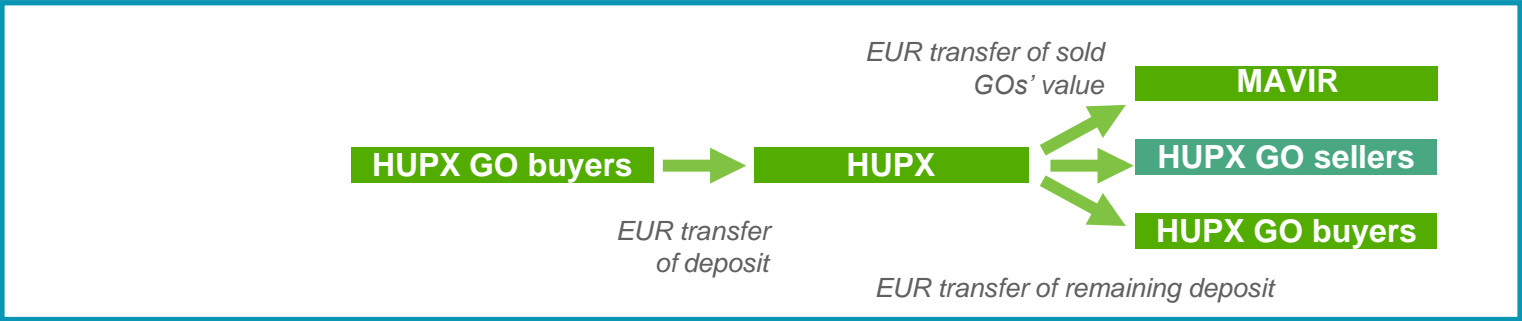 EUR transfer of sold
GOs’ value
MAVIR
HUPX GO buyers
HUPX
HUPX GO sellers
EUR transfer
of deposit
HUPX GO buyers
EUR transfer of remaining deposit